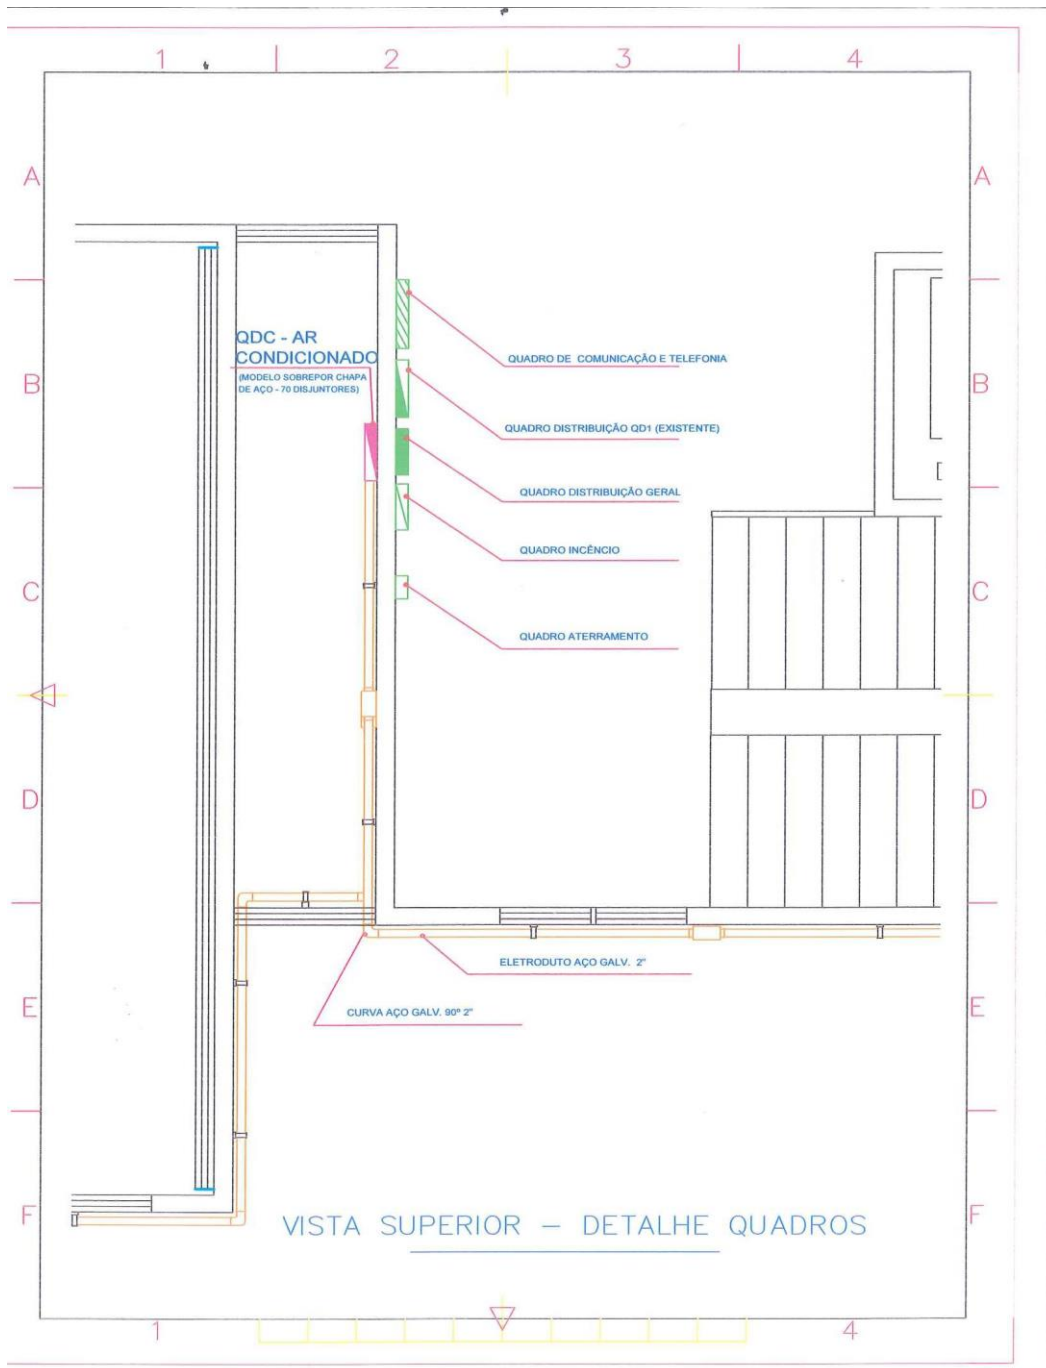 1
2
3
4
A
A
QDC - AR
CONDICIONADO
(MODELO SOBREPOR CHAPA
DE AÇO - 70 DISJUNTORES)
QUADRO DE COMUNICAÇÃO E TELEFONIA
B
B
QUADRO DISTRIBUIÇÃO QD1 (EXISTENTE)
QUADRO DISTRIBUIÇÃO GERAL
QUADRO INCÊNCIO
C
C
QUADRO ATERRAMENTO
D
D
ELETRODUTO AÇO GALV. 2"
E
E
CURVA AÇO GALV. 90º 2"
F
F
VISTA SUPERIOR – DETALHE QUADROS
1
4